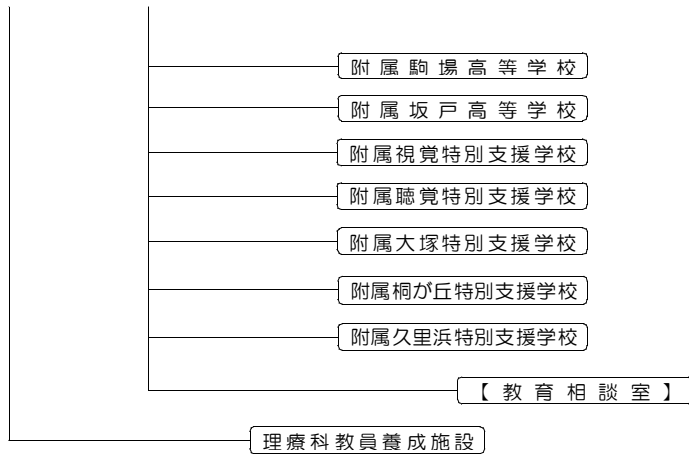 附属駒場高等学校
附属坂戸高等学校
附属視覚特別支援学校
附属聴覚特別支援学校
附属大塚特別支援学校
附属桐が丘特別支援学校
附属久里浜特別支援学校
【教育相談室】
理療科教員養成施設